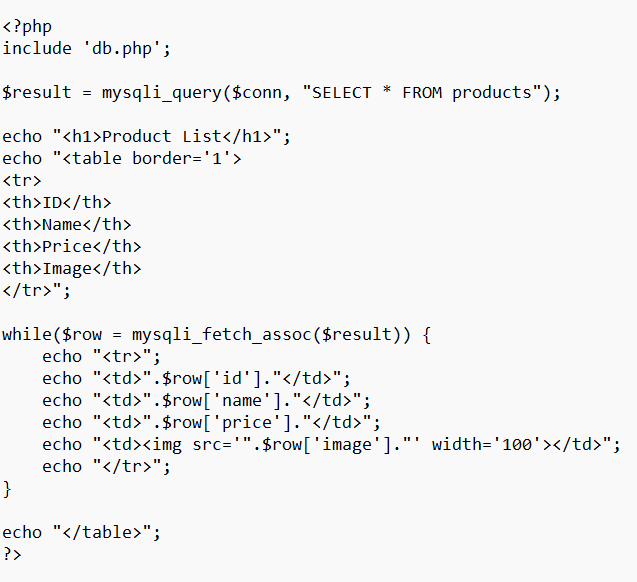 <?php
include 'db.php';

$result = mysqli_query($conn, "SELECT * FROM products");

echo "<h1>Product List</h1>";
echo "<table border='1'>
<tr>
<th>ID</th>
<th>Name</th>
<th>Price</th>
<th>Image</th>
</tr>";

while($row = mysqli_fetch_assoc($result)) {
    echo "<tr>";
    echo "<td>".$row['id']."</td>";
    echo "<td>".$row['name']."</td>";
    echo "<td>".$row['price']."</td>";
    echo "<td><img src='".$row['image']."' width='100'></td>";
    echo "</tr>";
}

echo "</table>";
?>